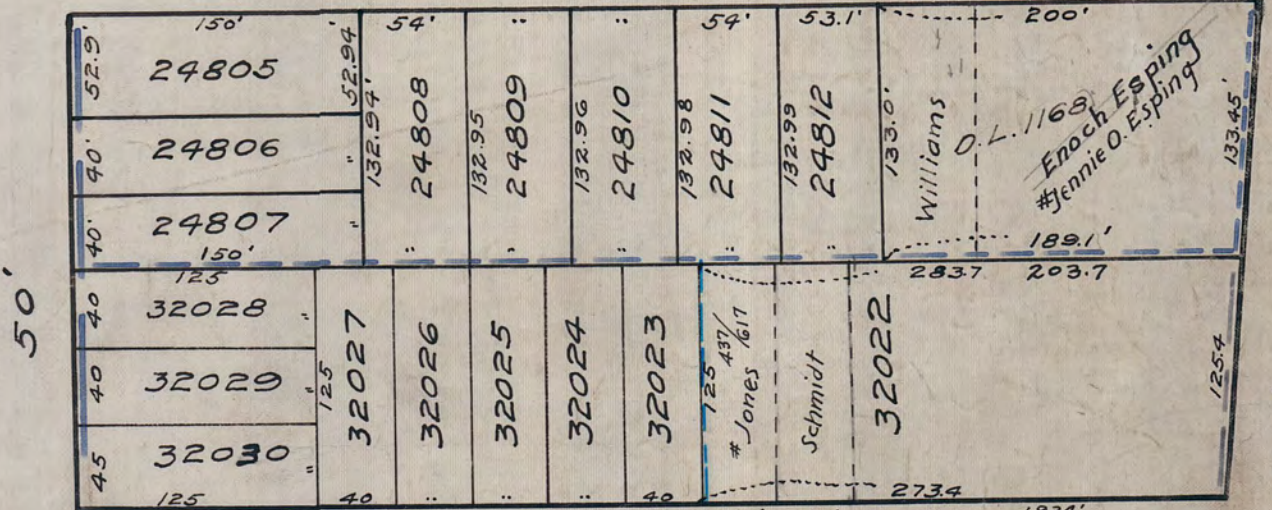 150' 54' " " 54' 53.1' 200'
52.9' 24805 52.94
40' 24806 "
40' 24807 "
150'
132.94' 24808 "
132.95 24809 "
132.96 24810 "
132.98 24811 "
132.99 24812 "
133.0' Williams
O.L. 1168
Enoch Esping
#Jennie O. Esping
133.45'
189.1'
50'
125 283.7 203.7
40 32028 "
40 32029 "
45 32030 "
125
125 32027 40
32026 "
32025 "
32024 "
32023 40
125 437/1617
# Jones
Schmidt
32022
125.4
273.4